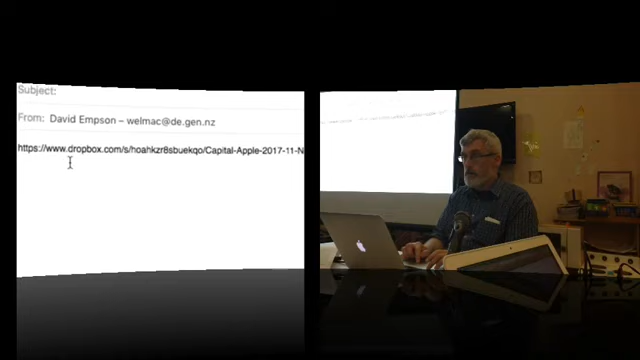 Subject:
From: David Empson – welmac@de.gen.nz
https://www.dropbox.com/s/hoahkzr8sbuekqo/Capital-Apple-2017-11-N